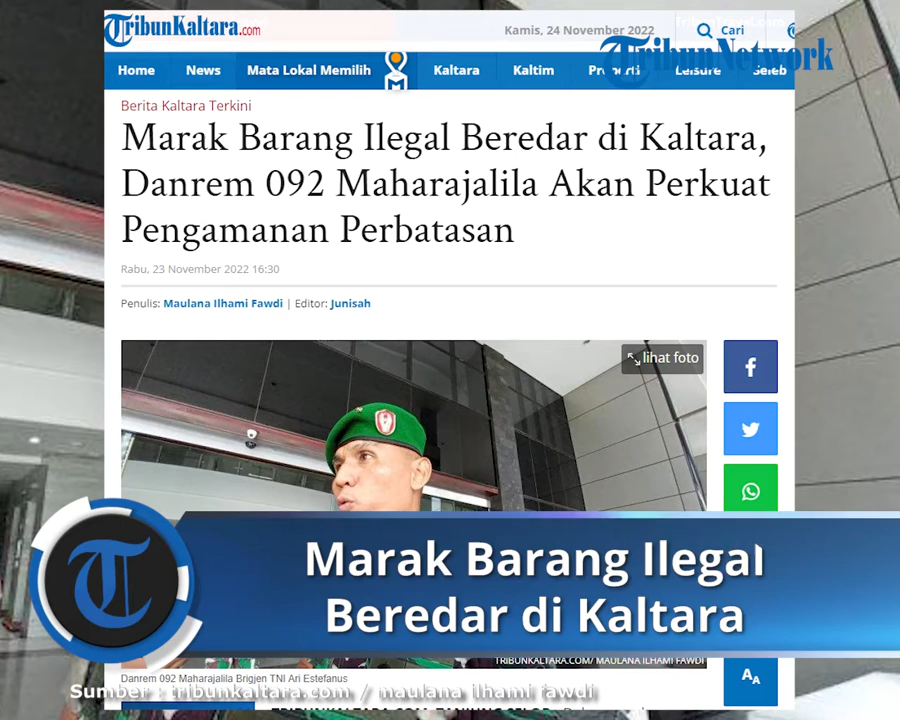 TribunKaltara.com
Kamis, 24 November 2022
Cari
TribunNetwork
Home News Mata Lokal Memilih M Kaltara Kaltim Leisure Seleb
Berita Kaltara Terkini
Marak Barang Ilegal Beredar di Kaltara,
Danrem 092 Maharajalila Akan Perkuat
Pengamanan Perbatasan
Rabu, 23 November 2022 16:30
Penulis: Maulana Ilhami Fawdi | Editor: Junisah
lihat foto
Marak Barang Ilegal
Beredar di Kaltara
TRIBUNKALTARA.COM/ MAULANA ILHAMI FAWDI
Danrem 092 Maharajalila Brigjen TNI Ari Estefanus
AA
Sumber : tribunkaltara.com / maulana ilhami fawdi